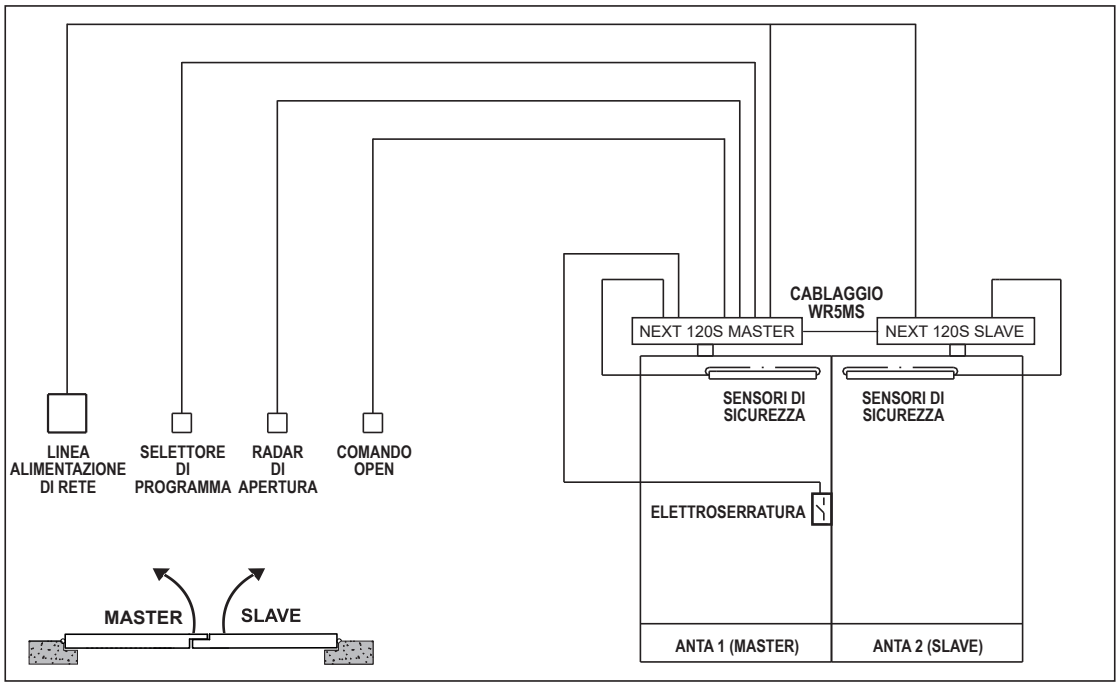 CABLAGGIO
WR5MS
NEXT 120S MASTER
NEXT 120S SLAVE
SENSORI DI
SICUREZZA
SENSORI DI
SICUREZZA
LINEA
ALIMENTAZIONE
DI RETE
SELETTORE
DI
PROGRAMMA
RADAR
DI
APERTURA
COMANDO
OPEN
ELETTROSERRATURA
MASTER
SLAVE
ANTA 1 (MASTER)
ANTA 2 (SLAVE)